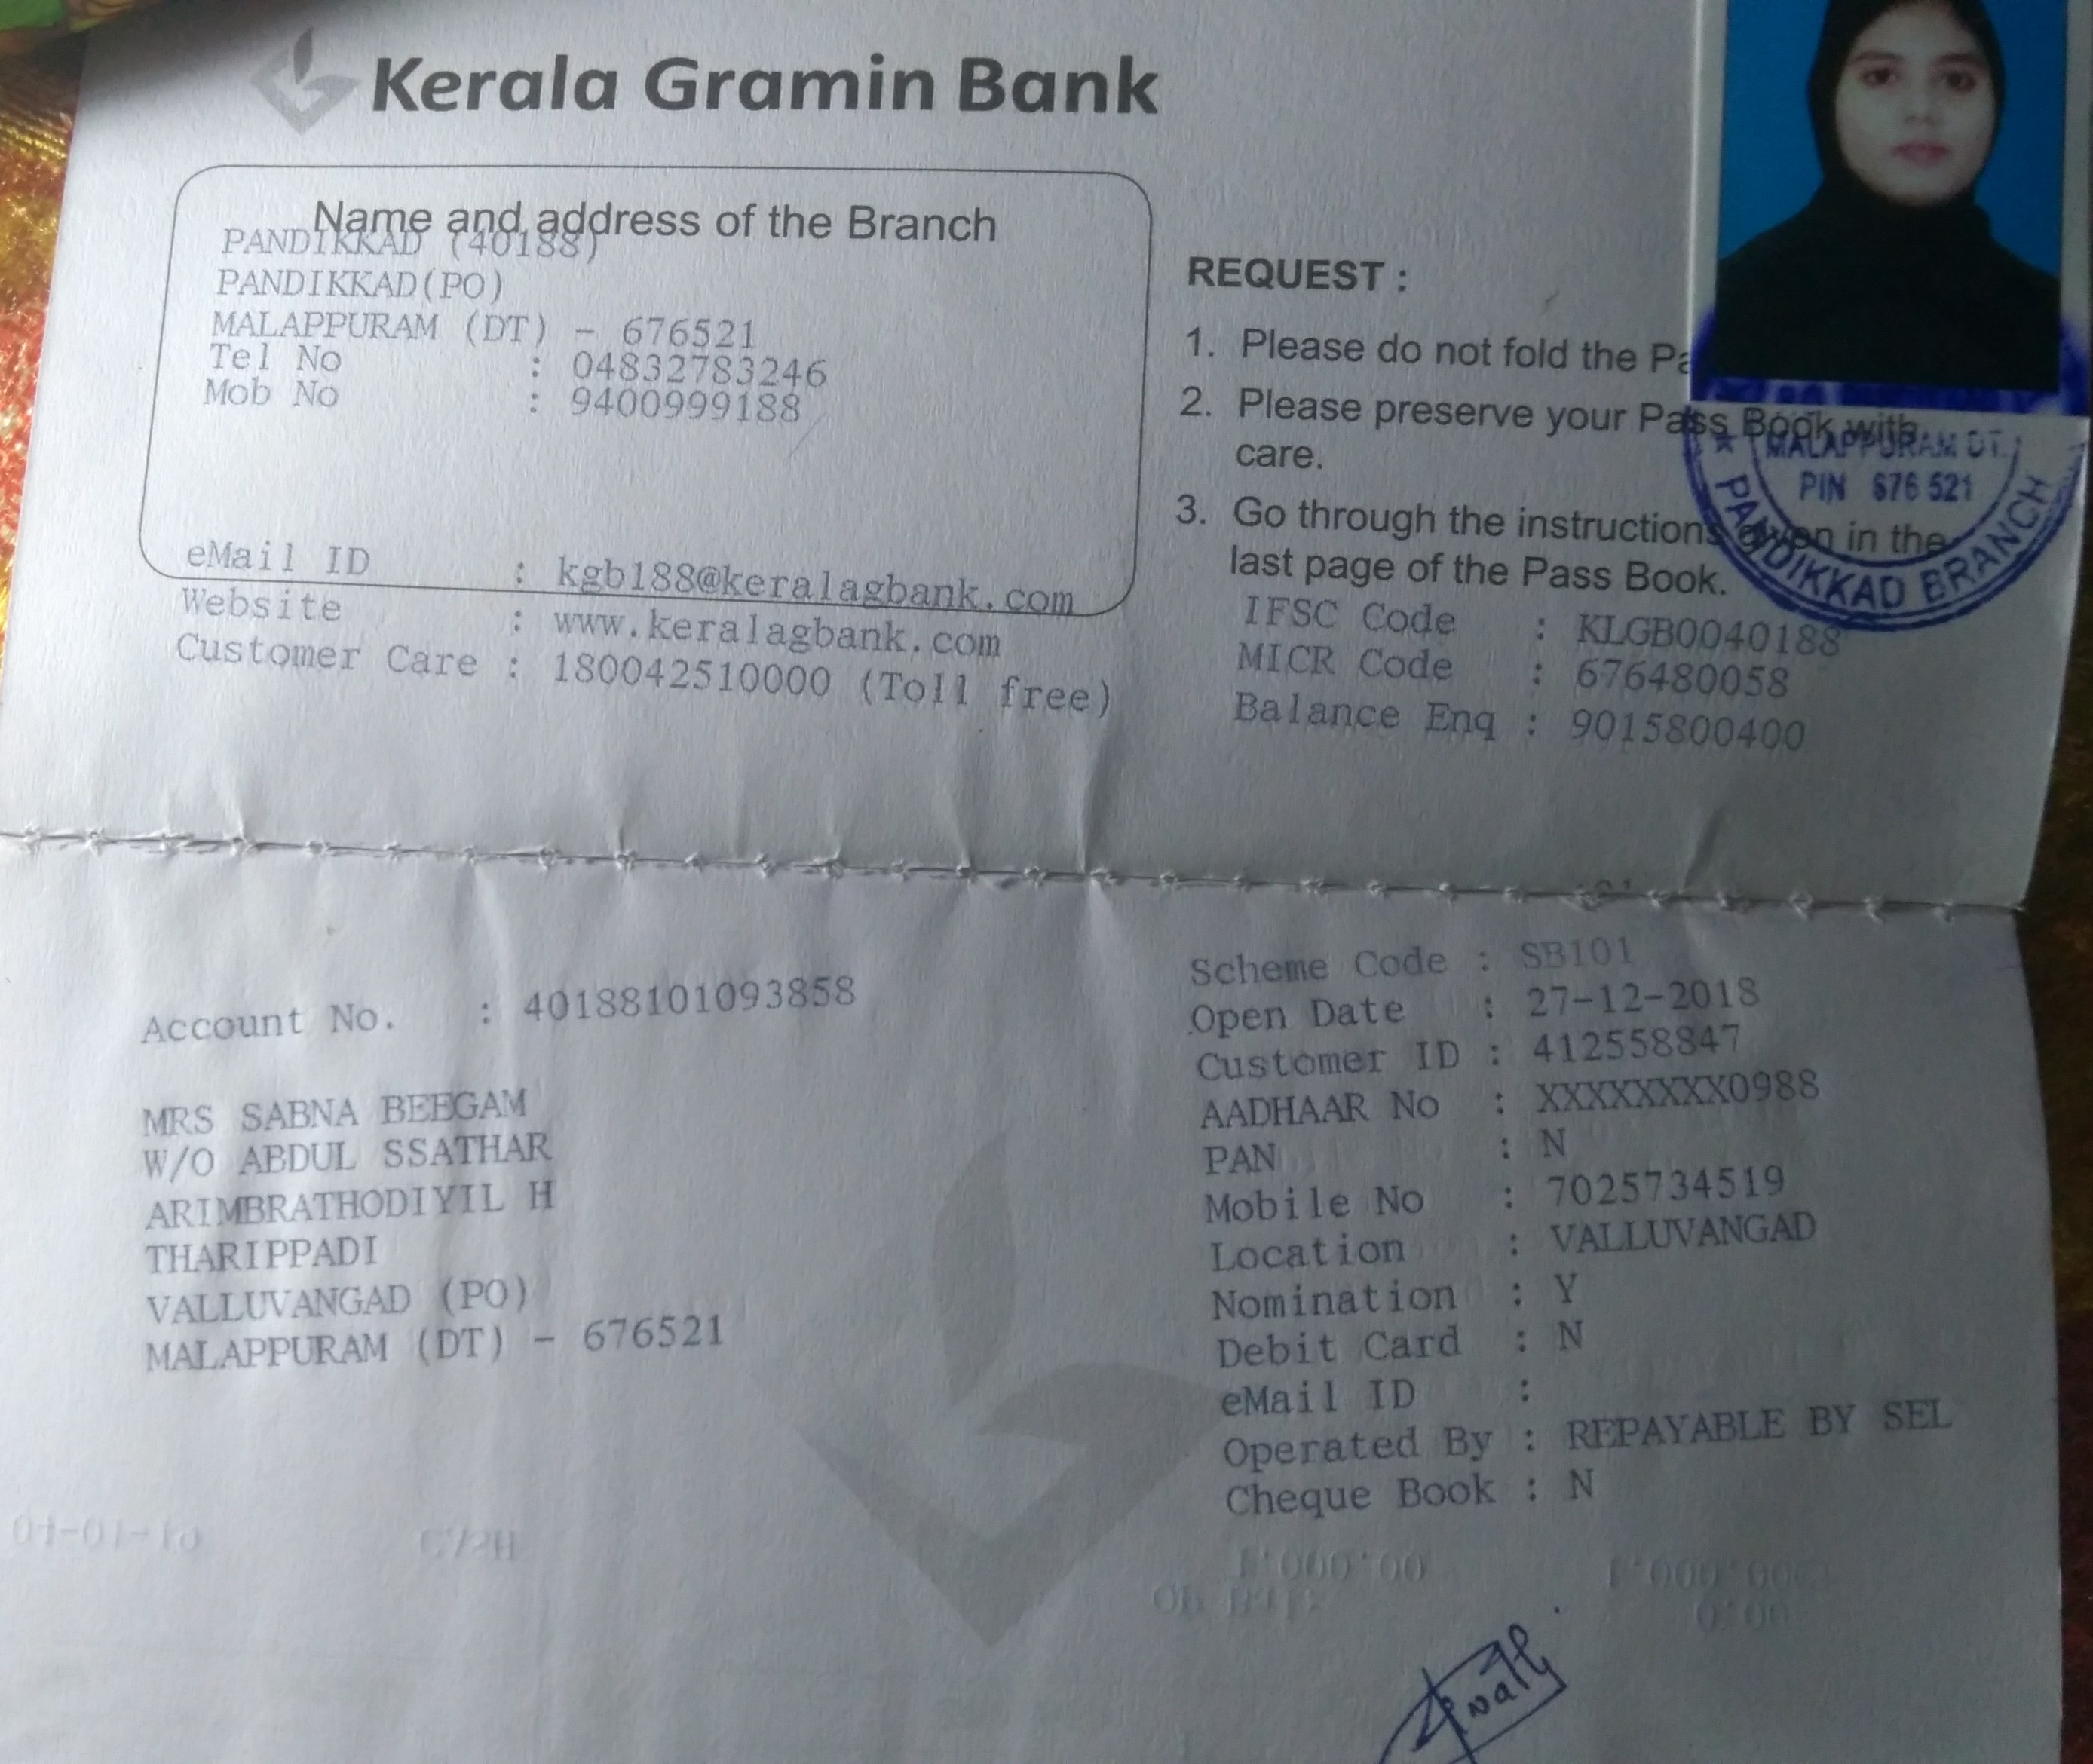 Kerala Gramin Bank
Name and address of the Branch
PANDIKKAD (40188)
PANDIKKAD(PO)
MALAPPURAM (DT) - 676521
Tel No : 04832783246
Mob No : 9400999188
eMail ID : kgb188@keralagbank.com
Website : www.keralagbank.com
Customer Care : 180042510000 (Toll free)
REQUEST :
1. Please do not fold the Pa
2. Please preserve your Pass Book with
care.
3. Go through the instructions given in the
last page of the Pass Book.
MALAPPURAM DT.
PIN 676 521
PANDIKKAD BRANCH
IFSC Code : KLGB0040188
MICR Code : 676480058
Balance Enq : 9015800400
Account No. : 40188101093858
MRS SABNA BEEGAM
W/O ABDUL SSATHAR
ARIMBRATHODIYIL H
THARIPPADI
VALLUVANGAD (PO)
MALAPPURAM (DT) - 676521
Scheme Code : SB101
Open Date : 27-12-2018
Customer ID : 412558847
AADHAAR No : XXXXXXXX0988
PAN : N
Mobile No : 7025734519
Location : VALLUVANGAD
Nomination : Y
Debit Card : N
eMail ID :
Operated By : REPAYABLE BY SEL
Cheque Book : N